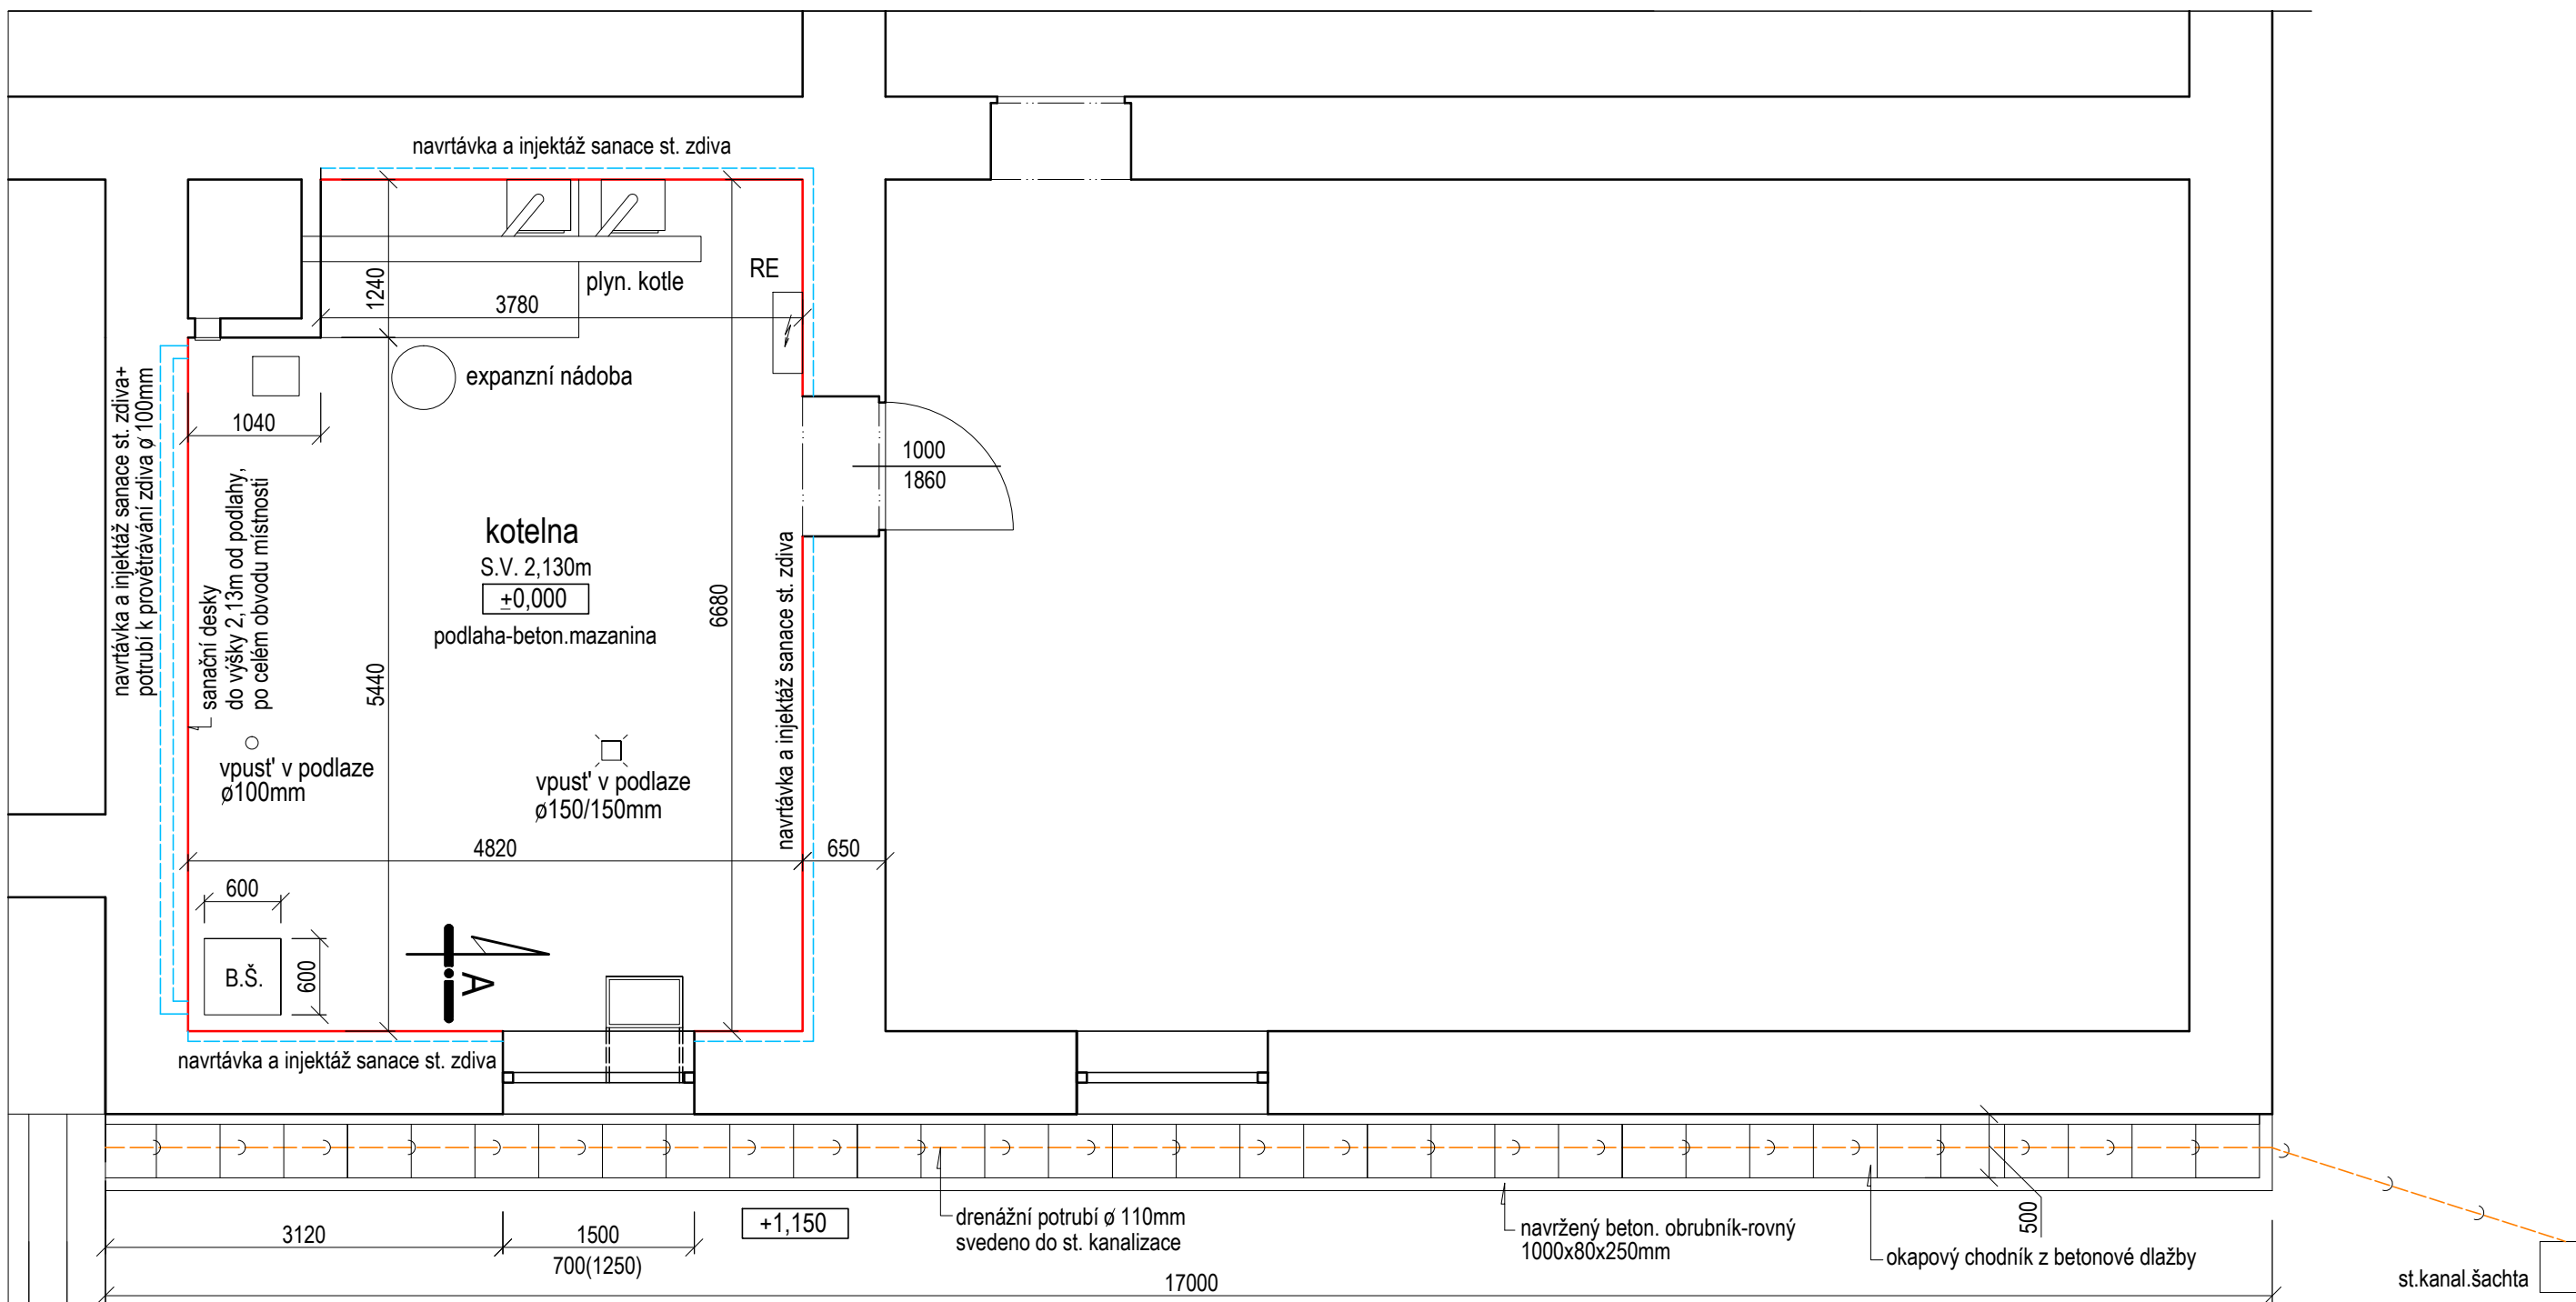 navrtávka a injektáž sanace st. zdiva
RE
plyn. kotle
1240
3780
expanzní nádoba
navrtávka a injektáž sanace st. zdiva+
potrubí k provětrávání zdiva ø 100mm
1040
1000
1860
sanační desky
do výšky 2,13m od podlahy,
po celém obvodu místnosti
kotelna
S.V. 2,130m
±0,000
podlaha-beton.mazanina
6680
5440
navrtávka a injektáž sanace st. zdiva
vpust' v podlaze
ø100mm
vpust' v podlaze
ø150/150mm
4820
650
600
600
B.Š.
A
navrtávka a injektáž sanace st. zdiva
3120
1500
700(1250)
+1,150
drenážní potrubí ø 110mm
svedeno do st. kanalizace
navržený beton. obrubník-rovný
1000x80x250mm
500
okapový chodník z betonové dlažby
17000
st.kanal.šachta